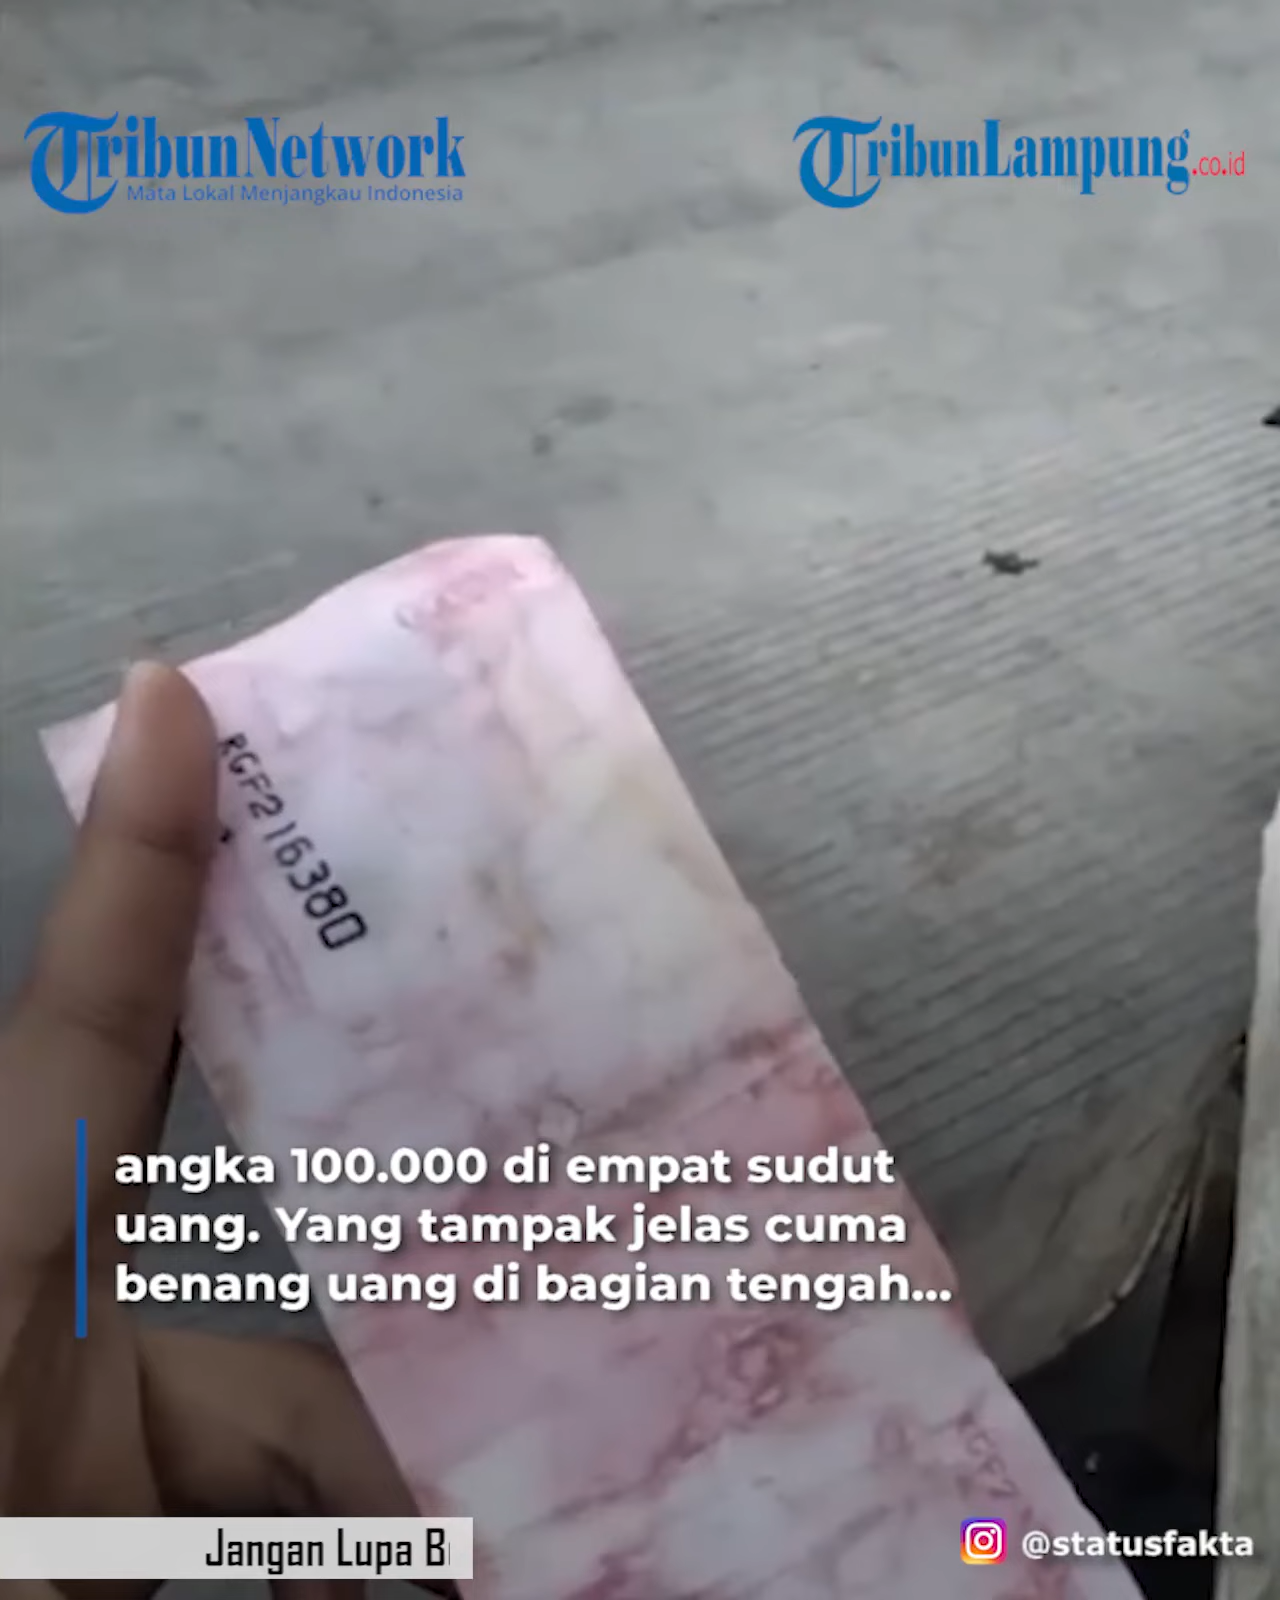 TribunNetwork
Mata Lokal Menjangkau Indonesia
TribunLampung.co.id
RGF216380
angka 100.000 di empat sudut
uang. Yang tampak jelas cuma
benang uang di bagian tengah...
Jangan Lupa
@statusfakta